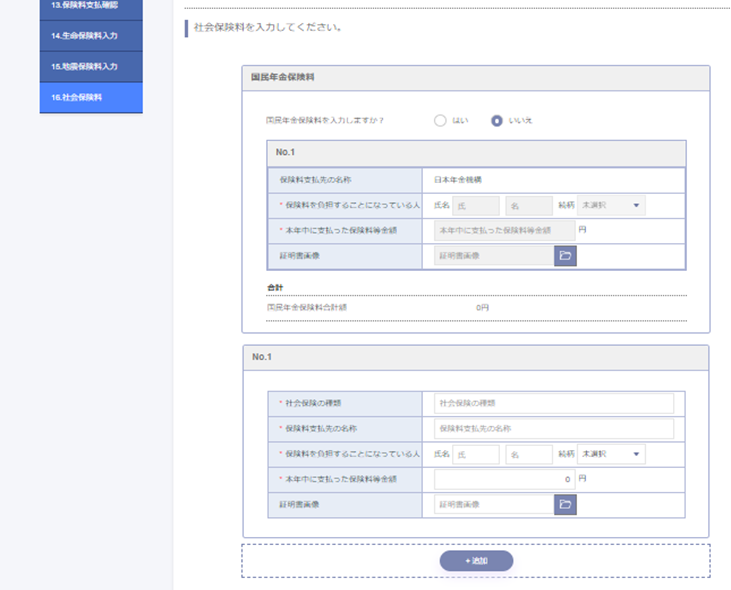 13.保険料支払確認
14.生命保険料入力
15.地震保険料入力
16.社会保険料
社会保険料を入力してください。
国民年金保険料
国民年金保険料を入力しますか？ はい いいえ
No.1
保険料支払先の名称 日本年金機構
* 保険料を負担することになっている人 氏名 氏 名 続柄 未選択
* 本年中に支払った保険料等金額 本年中に支払った保険料等金額 円
証明書画像 証明書画像
合計
国民年金保険料合計額 0円
No.1
* 社会保険の種類 社会保険の種類
* 保険料支払先の名称 保険料支払先の名称
* 保険料を負担することになっている人 氏名 氏 名 続柄 未選択
* 本年中に支払った保険料等金額 0 円
証明書画像 証明書画像
+追加